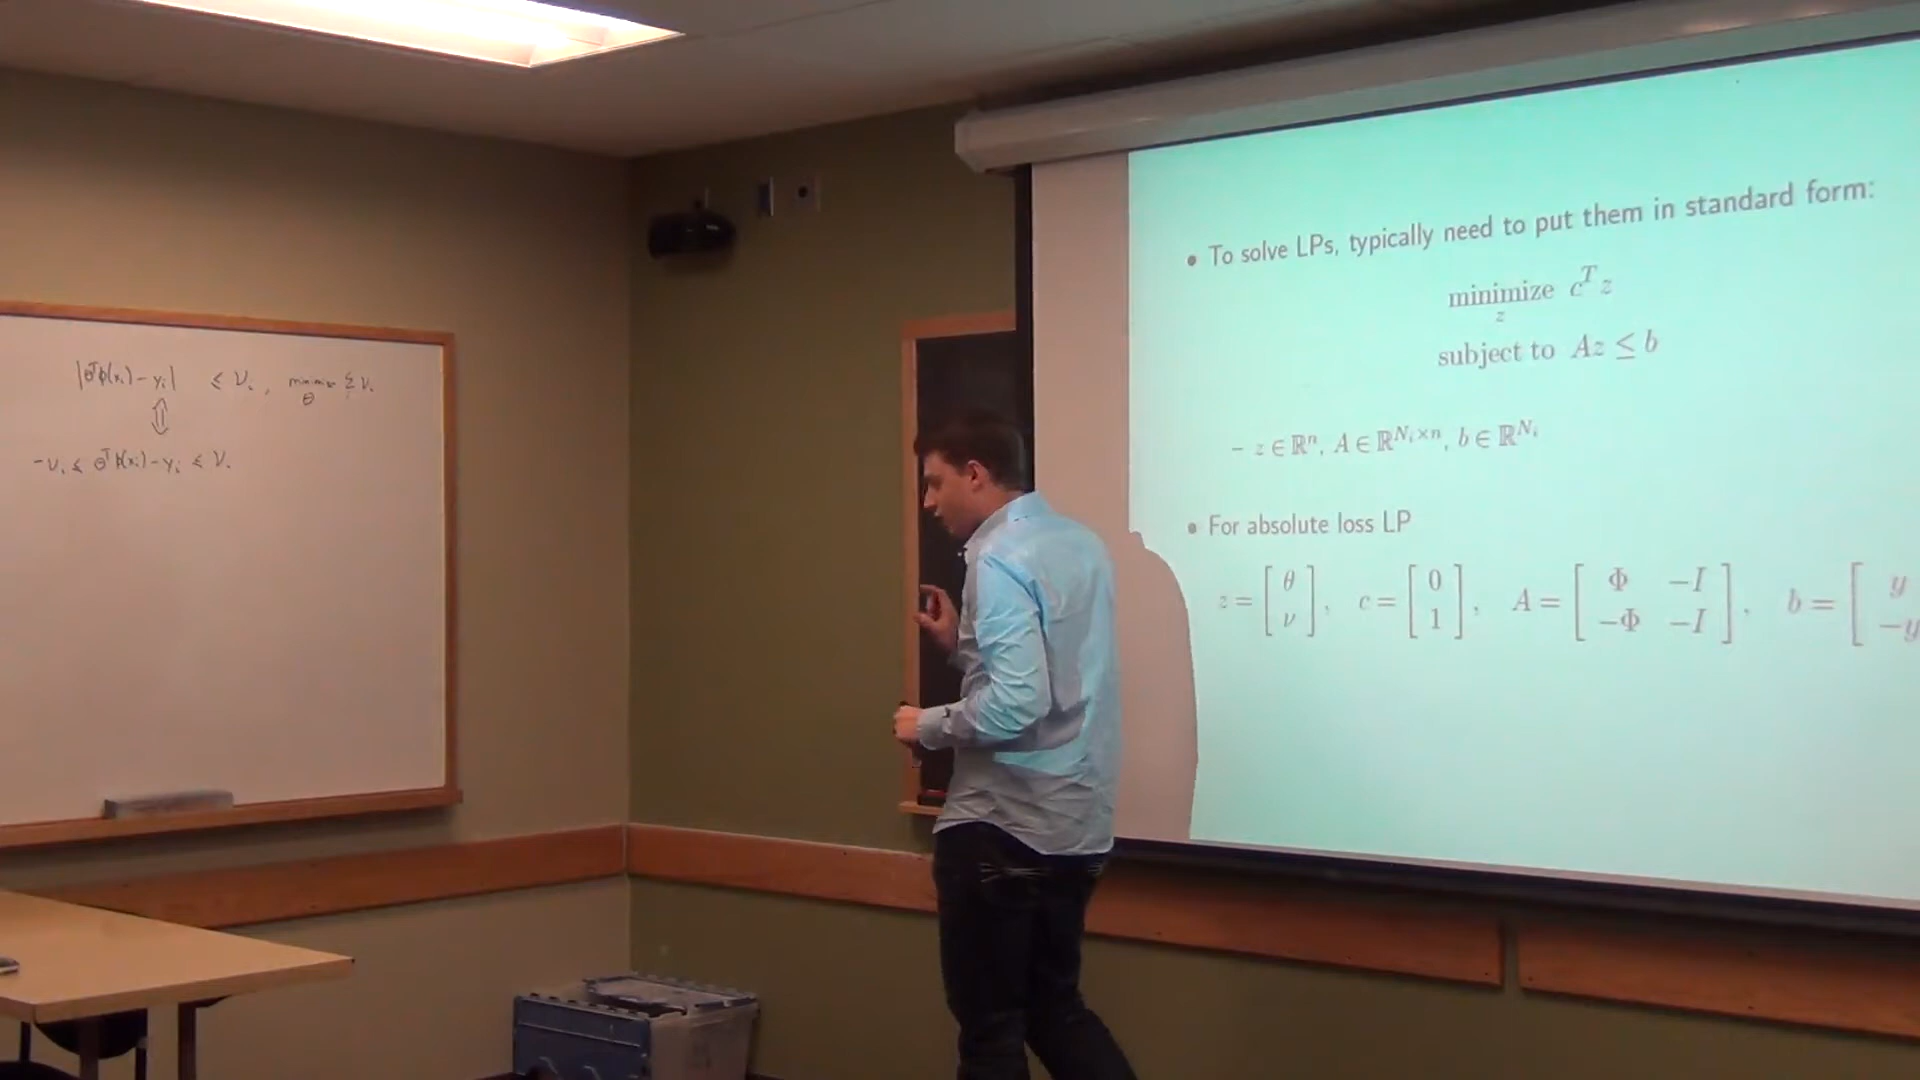 |θᵀϕ(xᵢ) − yᵢ| ≤ νᵢ, minimize Σ νᵢ
θ i
⇕
−νᵢ ≤ θᵀϕ(xᵢ) − yᵢ ≤ νᵢ
• To solve LPs, typically need to put them in standard form:
minimize cᵀz
z
subject to Az ≤ b
− z ∈ ℝⁿ, A ∈ ℝ^{Nᵢ×n}, b ∈ ℝ^{Nᵢ}
• For absolute loss LP
z = [θ; ν], c = [0; 1], A = [Φ −I; −Φ −I], b = [y; −y